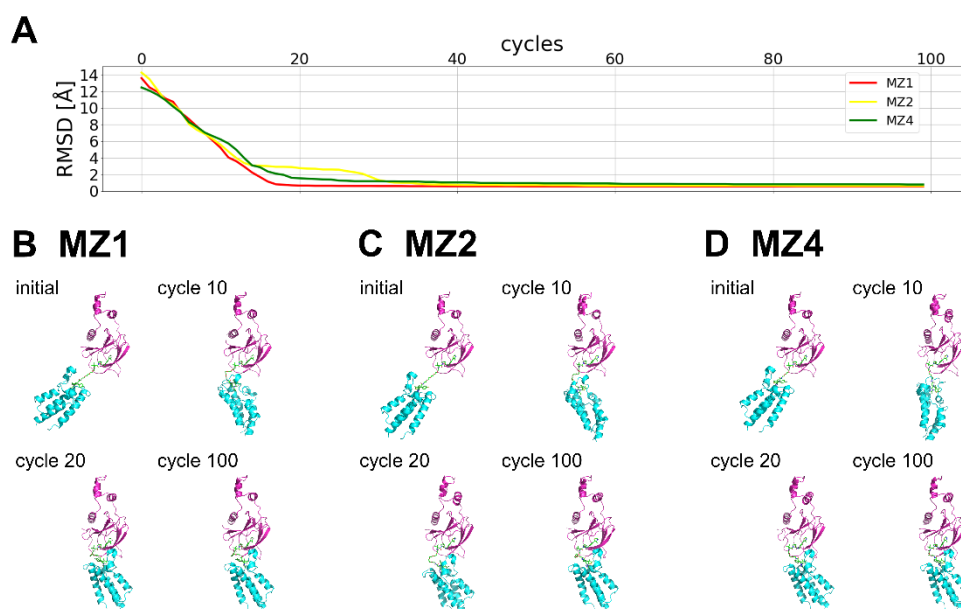 A
cycles
0 20 40 60 80 100
RMSD [Å]
14
12
10
8
6
4
2
0
MZ1
MZ2
MZ4
B MZ1
C MZ2
D MZ4
initial
cycle 10
initial
cycle 10
initial
cycle 10
cycle 20
cycle 100
cycle 20
cycle 100
cycle 20
cycle 100